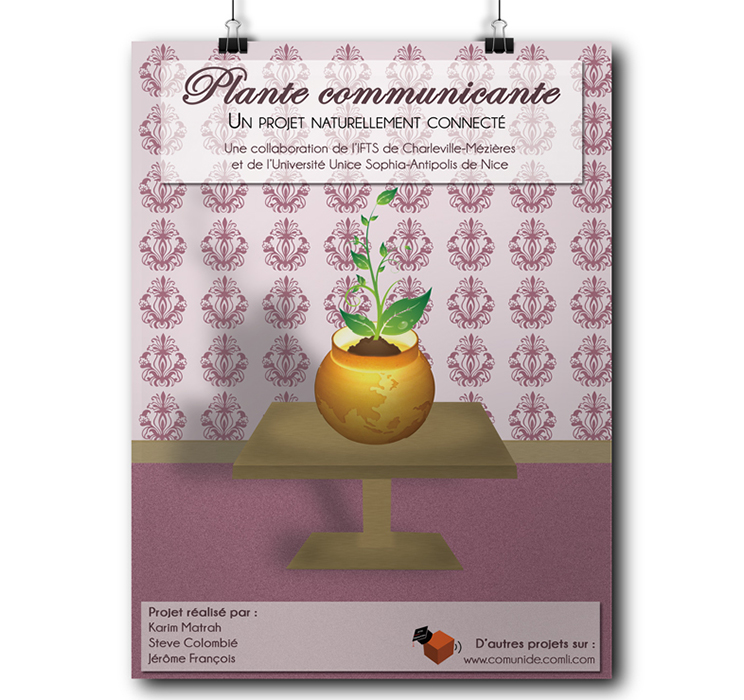 Plante communicante
Un projet naturellement connecté
Une collaboration de l'IFTS de Charleville-Mézières
et de l'Université Unice Sophia-Antipolis de Nice
Projet réalisé par :
Karim Matrah
Steve Colombié
Jérôme François
D'autres projets sur :
www.comunide.comli.com